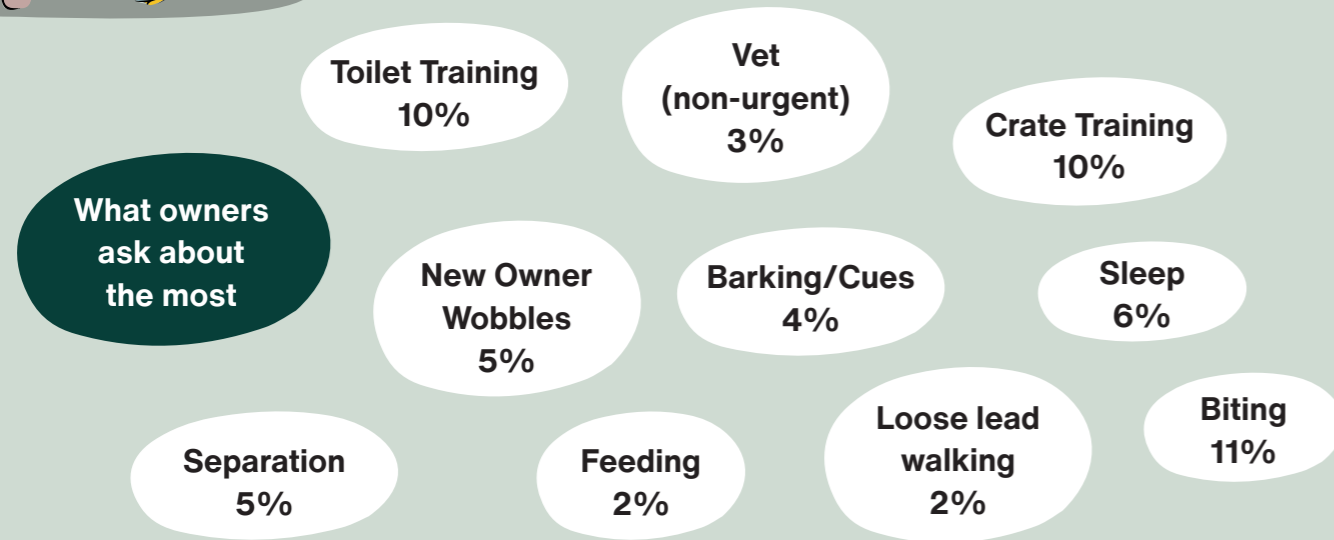 What owners
ask about
the most
Toilet Training
10%
Vet
(non-urgent)
3%
Crate Training
10%
New Owner
Wobbles
5%
Barking/Cues
4%
Sleep
6%
Separation
5%
Feeding
2%
Loose lead
walking
2%
Biting
11%